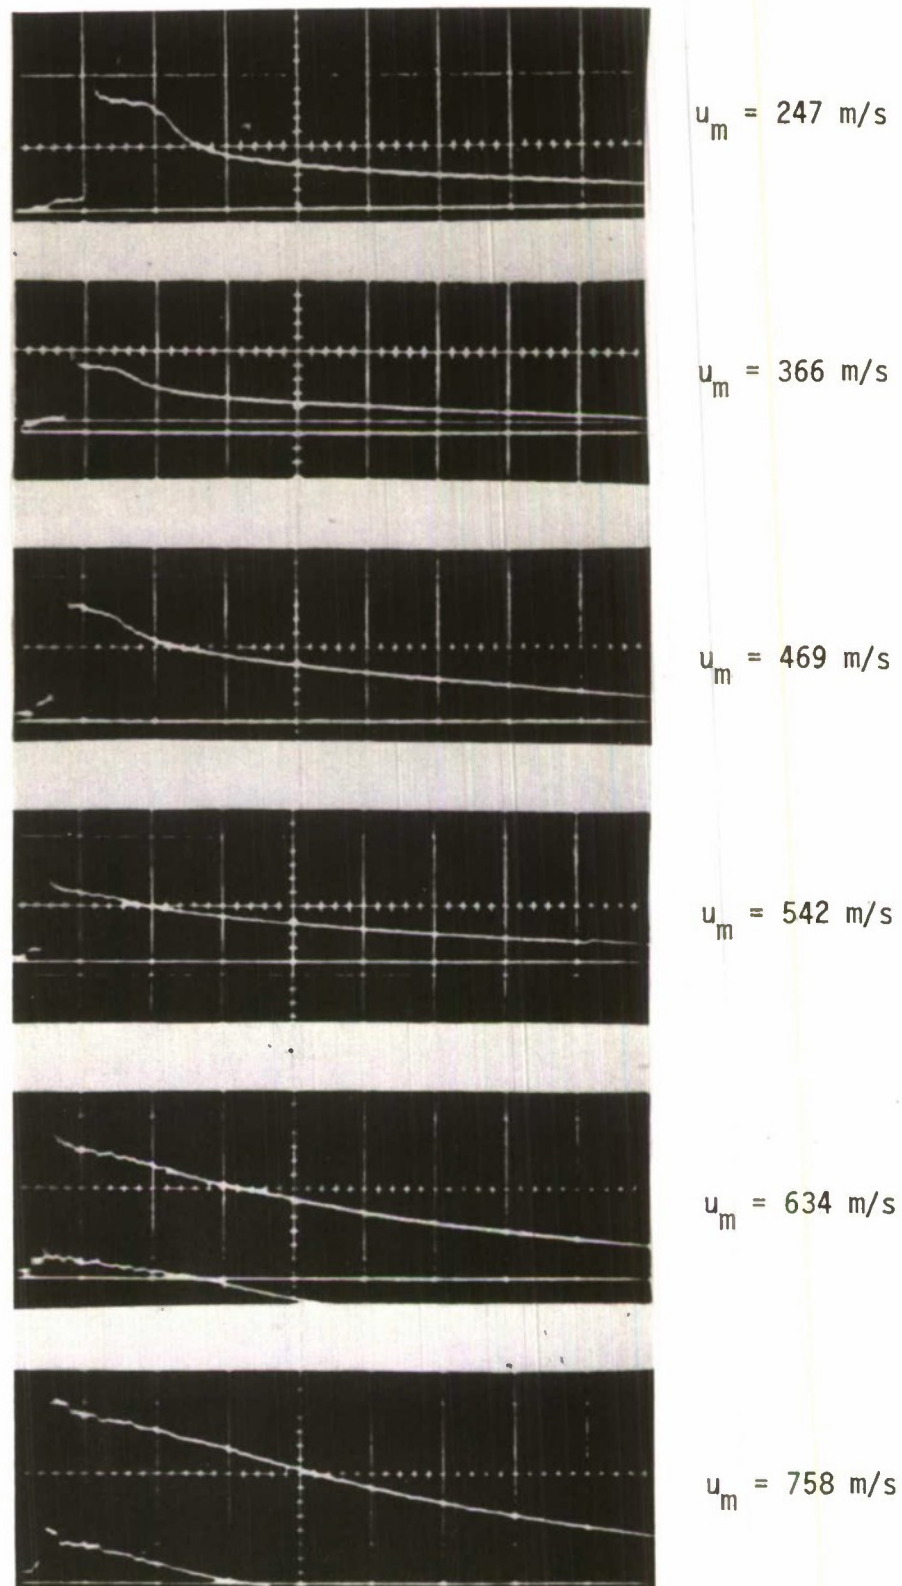 u_m = 247 m/s
u_m = 366 m/s
u_m = 469 m/s
u_m = 542 m/s
u_m = 634 m/s
u_m = 758 m/s